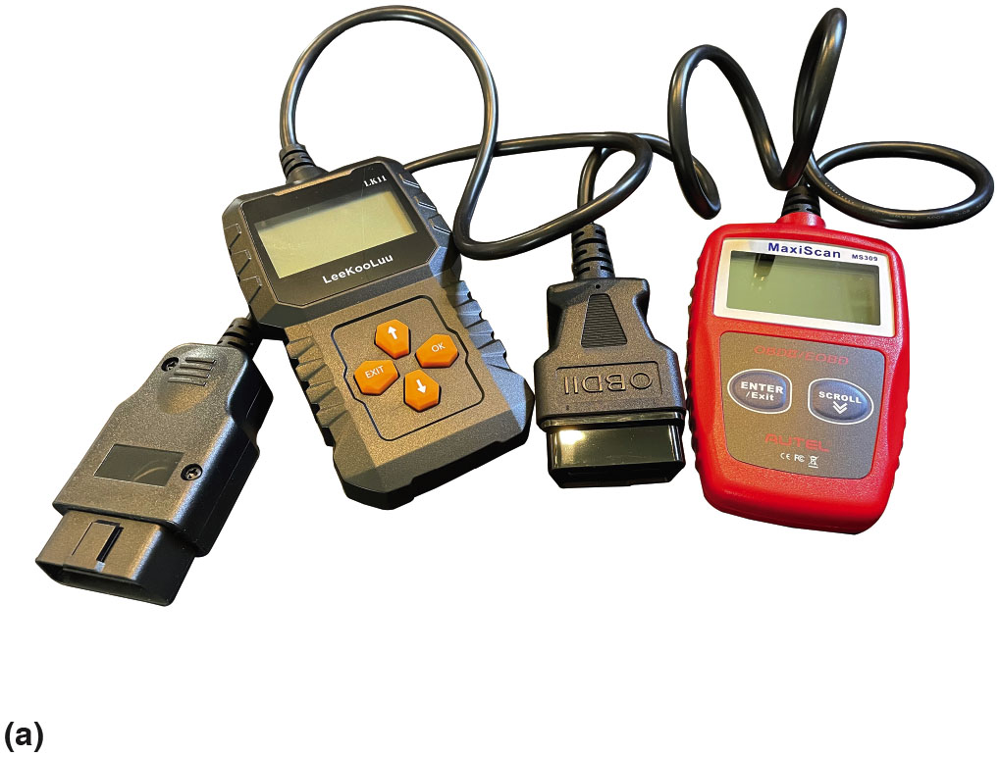 LK11
LeeKooLuu
↑
OK
EXIT
↓
OBDII
MaxiScan MS309
OBDII/EOBD
ENTER
/Exit
SCROLL
AUTEL
CE FC
(a)